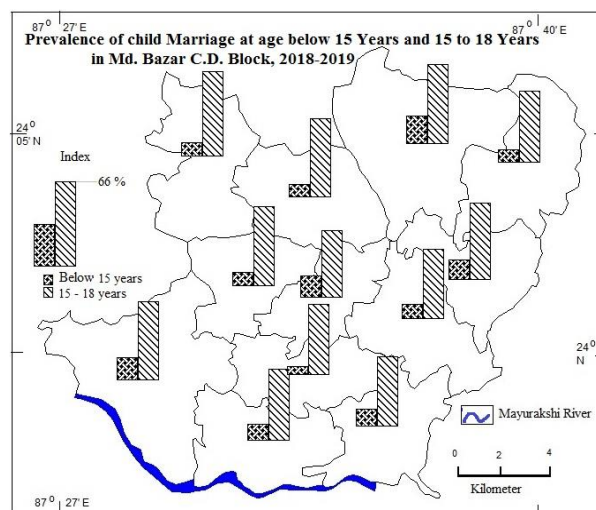 87° 27' E
87° 40' E
Prevalence of child Marriage at age below 15 Years and 15 to 18 Years
in Md. Bazar C.D. Block, 2018-2019
24°
05' N
Index
66 %
Below 15 years
15 - 18 years
24°
N
Mayurakshi River
0 2 4
Kilometer
87° 27' E
87° 40' E